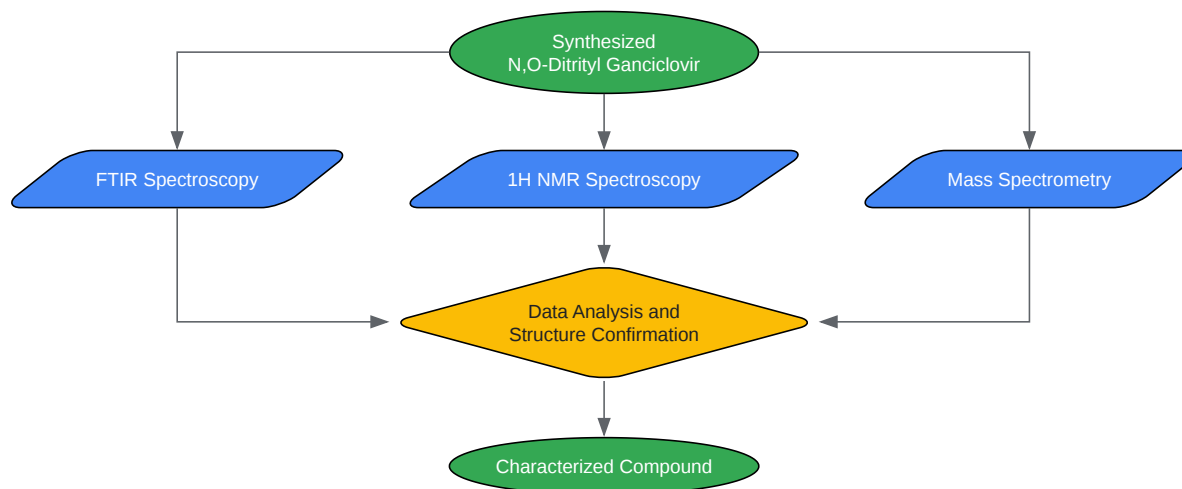 Synthesized
N,O-Ditrityl Ganciclovir
FTIR Spectroscopy
1H NMR Spectroscopy
Mass Spectrometry
Data Analysis and
Structure Confirmation
Characterized Compound